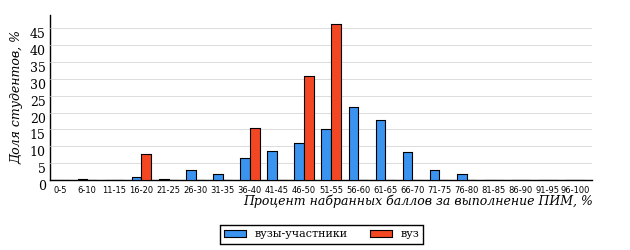 Доля студентов, %
45
40
35
30
25
20
15
10
5
0
0-5 6-10 11-15 16-20 21-25 26-30 31-35 36-40 41-45 46-50 51-55 56-60 61-65 66-70 71-75 76-80 81-85 86-90 91-95 96-100
Процент набранных баллов за выполнение ПИМ, %
вузы-участники вуз